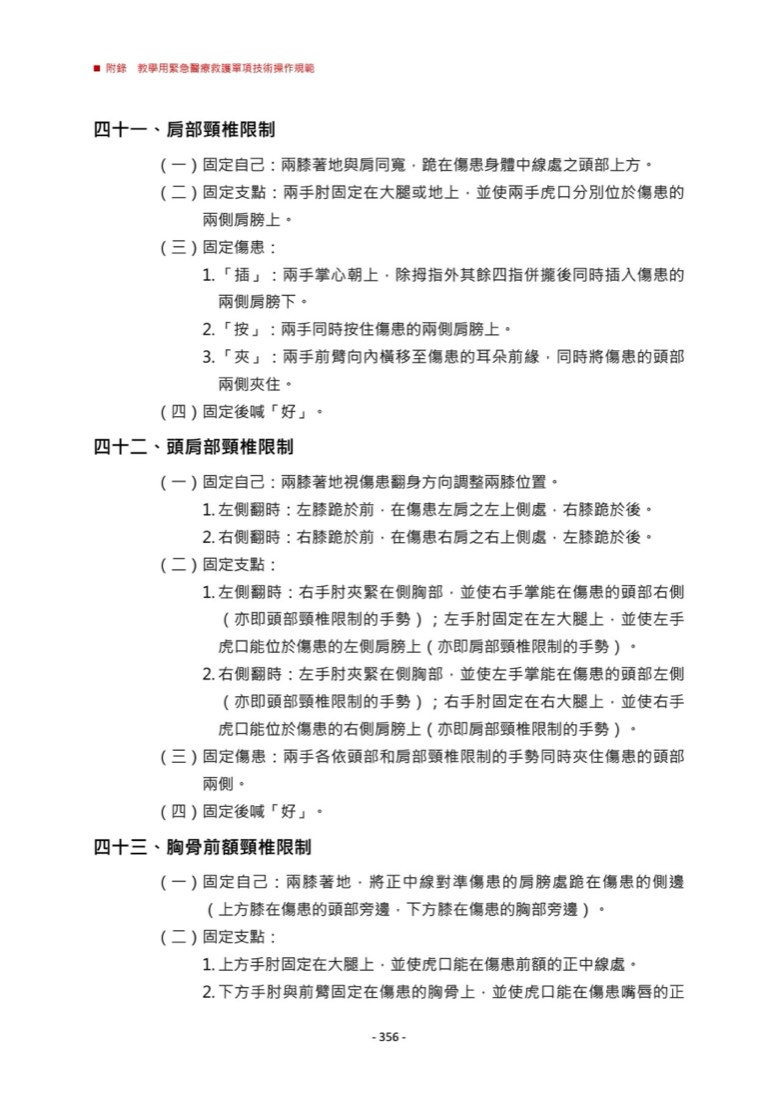 ■ 附錄　教學用緊急醫療救護單項技術操作規範
四十一、肩部頸椎限制
（一）固定自己：兩膝著地與肩同寬，跪在傷患身體中線處之頭部上方。
（二）固定支點：兩手肘固定在大腿或地上，並使兩手虎口分別位於傷患的
兩側肩膀上。
（三）固定傷患：
1.「插」：兩手掌心朝上，除拇指外其餘四指併攏後同時插入傷患的
兩側肩膀下。
2.「按」：兩手同時按住傷患的兩側肩膀上。
3.「夾」：兩手前臂向內橫移至傷患的耳朵前緣，同時將傷患的頭部
兩側夾住。
（四）固定後喊「好」。
四十二、頭肩部頸椎限制
（一）固定自己：兩膝著地視傷患翻身方向調整兩膝位置。
1.左側翻時：左膝跪於前，在傷患左肩之左上側處，右膝跪於後。
2.右側翻時：右膝跪於前，在傷患右肩之右上側處，左膝跪於後。
（二）固定支點：
1.左側翻時：右手肘夾緊在側胸部，並使右手掌能在傷患的頭部右側
（亦即頭部頸椎限制的手勢）；左手肘固定在左大腿上，並使左手
虎口能位於傷患的左側肩膀上（亦即肩部頸椎限制的手勢）。
2.右側翻時：左手肘夾緊在側胸部，並使左手掌能在傷患的頭部左側
（亦即頭部頸椎限制的手勢）；右手肘固定在右大腿上，並使右手
虎口能位於傷患的右側肩膀上（亦即肩部頸椎限制的手勢）。
（三）固定傷患：兩手各依頭部和肩部頸椎限制的手勢同時夾住傷患的頭部
兩側。
（四）固定後喊「好」。
四十三、胸骨前額頸椎限制
（一）固定自己：兩膝著地，將正中線對準傷患的肩膀處跪在傷患的側邊
（上方膝在傷患的頭部旁邊，下方膝在傷患的胸部旁邊）。
（二）固定支點：
1.上方手肘固定在大腿上，並使虎口能在傷患前額的正中線處。
2.下方手肘與前臂固定在傷患的胸骨上，並使虎口能在傷患嘴唇的正
- 356 -